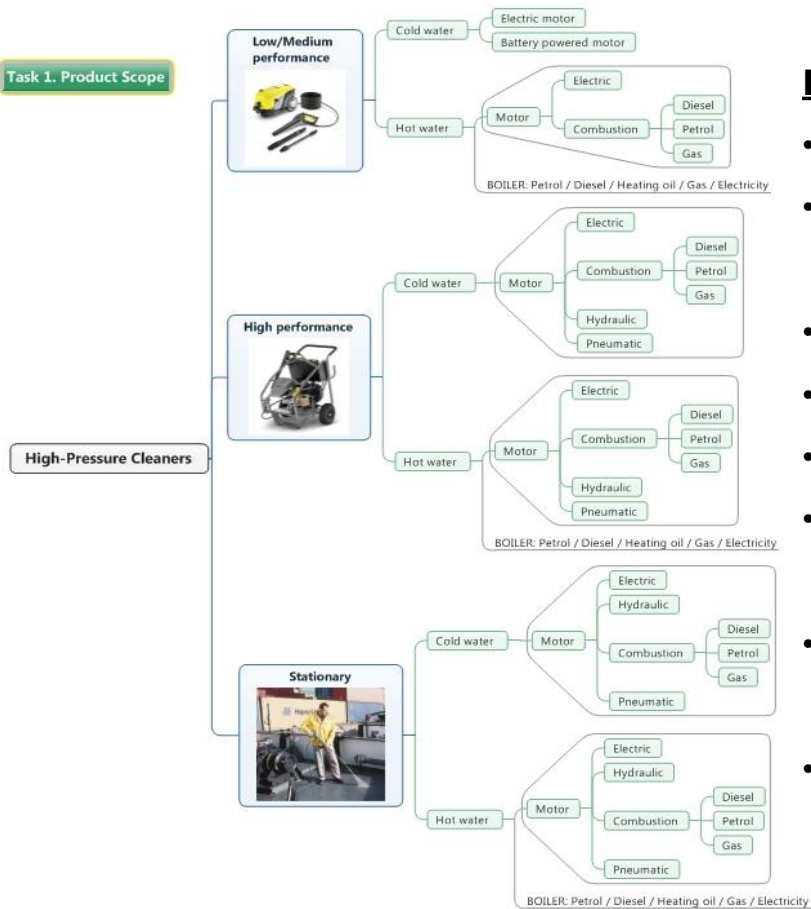 Task 1. Product Scope
High-Pressure Cleaners
Low/Medium
performance
Cold water
Electric motor
Battery powered motor
Hot water
Motor
Electric
Combustion
Diesel
Petrol
Gas
BOILER: Petrol / Diesel / Heating oil / Gas / Electricity
High performance
Cold water
Motor
Electric
Combustion
Diesel
Petrol
Gas
Hydraulic
Pneumatic
Hot water
Motor
Electric
Combustion
Diesel
Petrol
Gas
Hydraulic
Pneumatic
BOILER: Petrol / Diesel / Heating oil / Gas / Electricity
Stationary
Cold water
Motor
Electric
Hydraulic
Combustion
Diesel
Petrol
Gas
Pneumatic
Hot water
Motor
Electric
Hydraulic
Combustion
Diesel
Petrol
Gas
Pneumatic
BOILER: Petrol / Diesel / Heating oil / Gas / Electricity